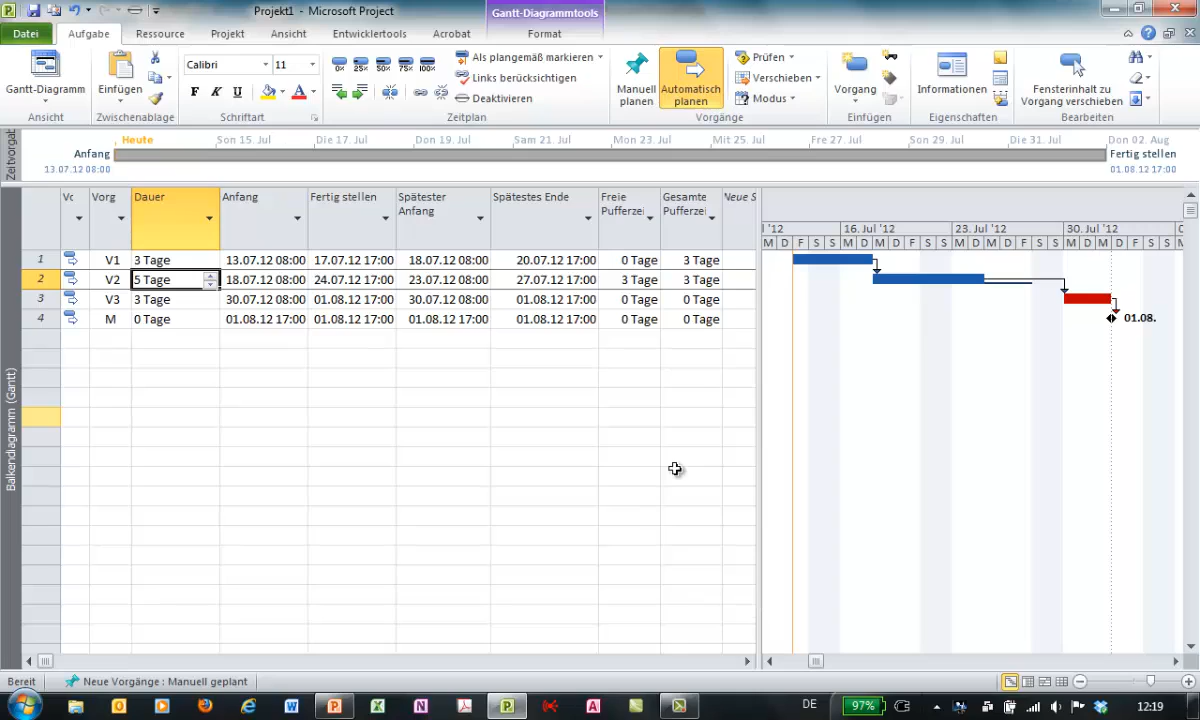 Projekt1 - Microsoft Project
Gantt-Diagrammtools
Datei Aufgabe Ressource Projekt Ansicht Entwicklertools Acrobat Format
Gantt-Diagramm
Ansicht
Einfügen
Zwischenablage
Calibri 11
F K U A
Schriftart
0% 25% 50% 75% 100%
Als plangemäß markieren
Links berücksichtigen
Deaktivieren
Zeitplan
Manuell planen
Automatisch planen
Prüfen
Verschieben
Modus
Vorgänge
Vorgang
Einfügen
Informationen
Eigenschaften
Fensterinhalt zu Vorgang verschieben
Bearbeiten
Zeitvorgab
Heute Son 15. Jul Die 17. Jul Don 19. Jul Sam 21. Jul Mon 23. Jul Mit 25. Jul Fre 27. Jul Son 29. Jul Die 31. Jul Don 02. Aug
Anfang
13.07.12 08:00
Fertig stellen
01.08.12 17:00
Vc Vorg Dauer Anfang Fertig stellen Spätester Anfang Spätestes Ende Freie Pufferzei Gesamte Pufferzei Neue S
1 V1 3 Tage 13.07.12 08:00 17.07.12 17:00 18.07.12 08:00 20.07.12 17:00 0 Tage 3 Tage
2 V2 5 Tage 18.07.12 08:00 24.07.12 17:00 23.07.12 08:00 27.07.12 17:00 3 Tage 3 Tage
3 V3 3 Tage 30.07.12 08:00 01.08.12 17:00 30.07.12 08:00 01.08.12 17:00 0 Tage 0 Tage
4 M 0 Tage 01.08.12 17:00 01.08.12 17:00 01.08.12 17:00 01.08.12 17:00 0 Tage 0 Tage
l '12 16. Jul '12 23. Jul '12 30. Jul '12
M D F S S M D M D F S S M D M D F S S M D M D F S S M
01.08.
Balkendiagramm (Gantt)
Bereit Neue Vorgänge : Manuell geplant
DE 97% 12:19